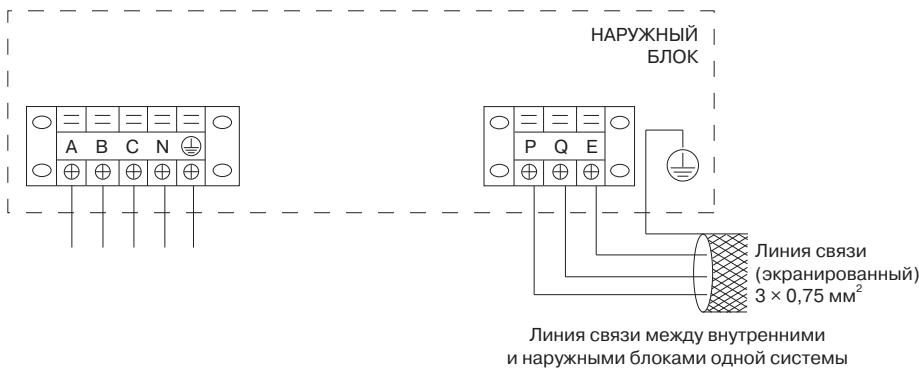 НАРУЖНЫЙ
БЛОК
A B C N
P Q E
Линия связи
(экранированный)
3 × 0,75 мм²
Линия связи между внутренними
и наружными блоками одной системы